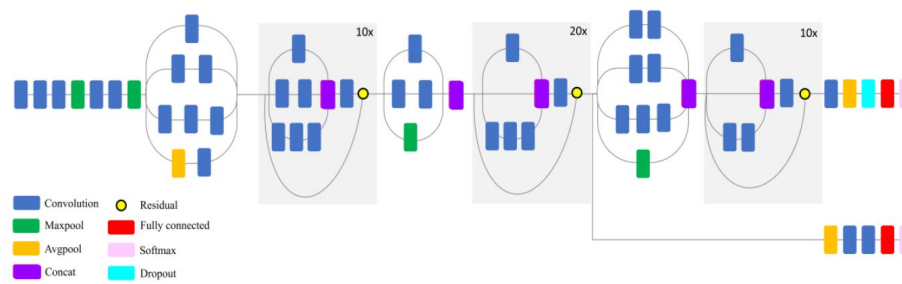 10x
20x
10x
Convolution
Residual
Maxpool
Fully connected
Avgpool
Softmax
Concat
Dropout